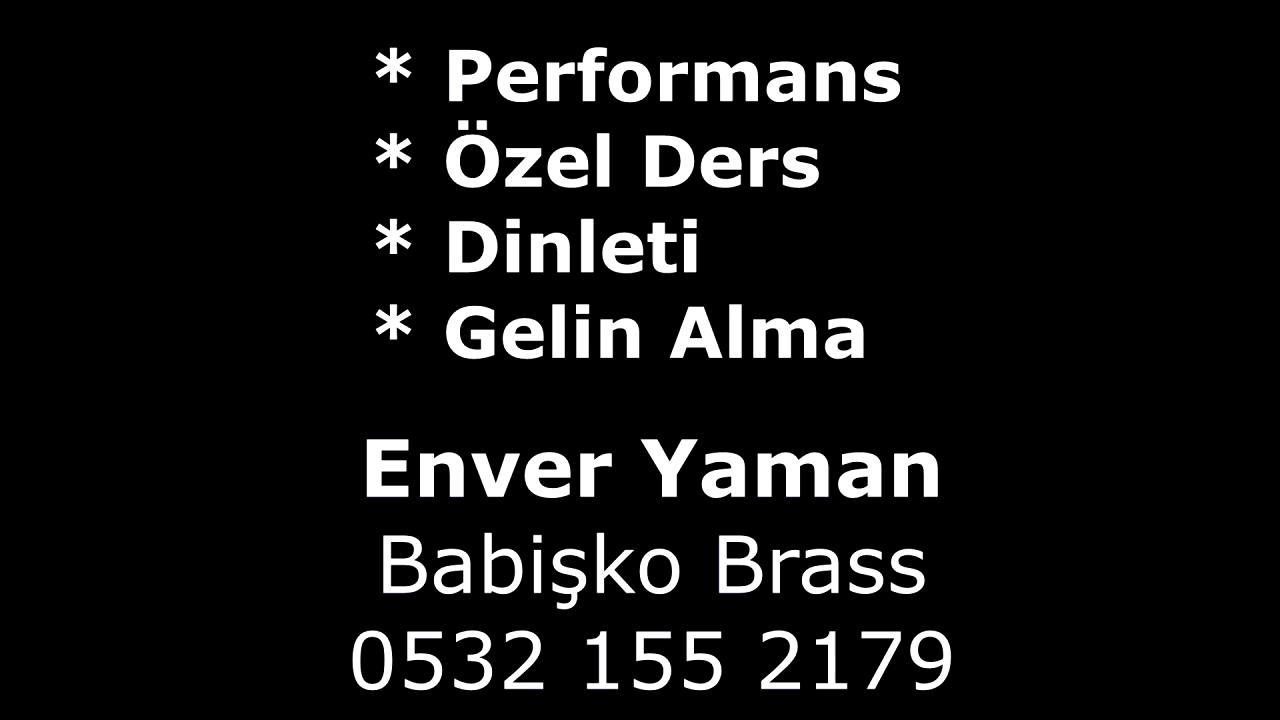 * Performans
* Özel Ders
* Dinleti
* Gelin Alma
Enver Yaman
Babişko Brass
0532 155 2179